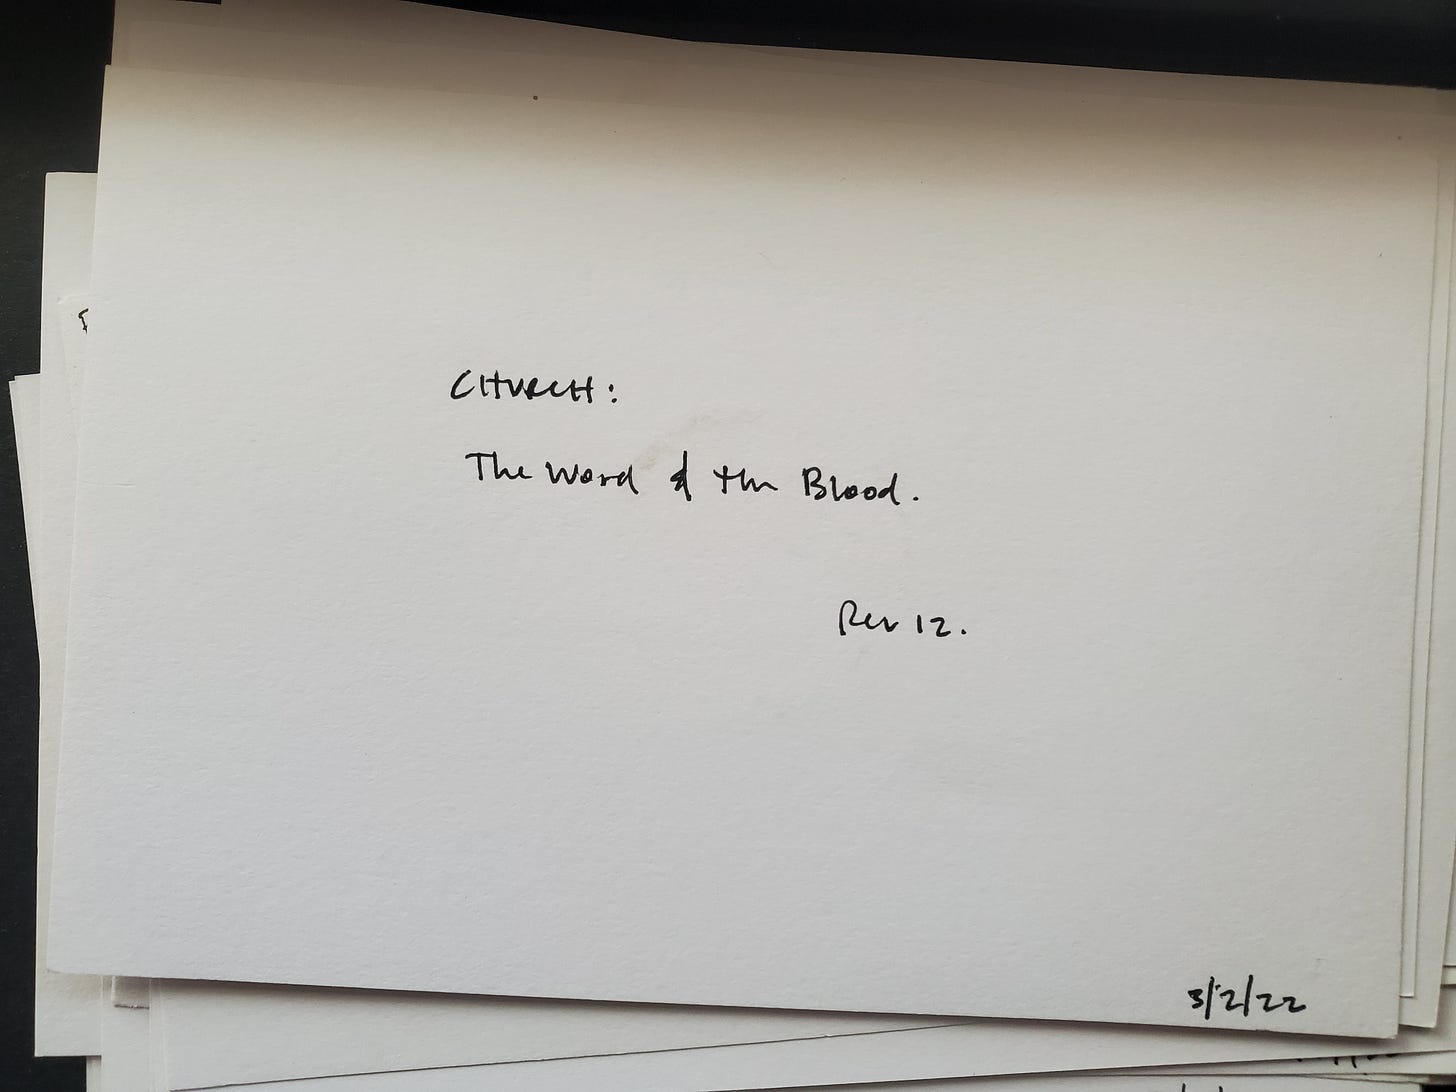 CHURCH:
The Word & the Blood.
Rev 12.
3/2/22